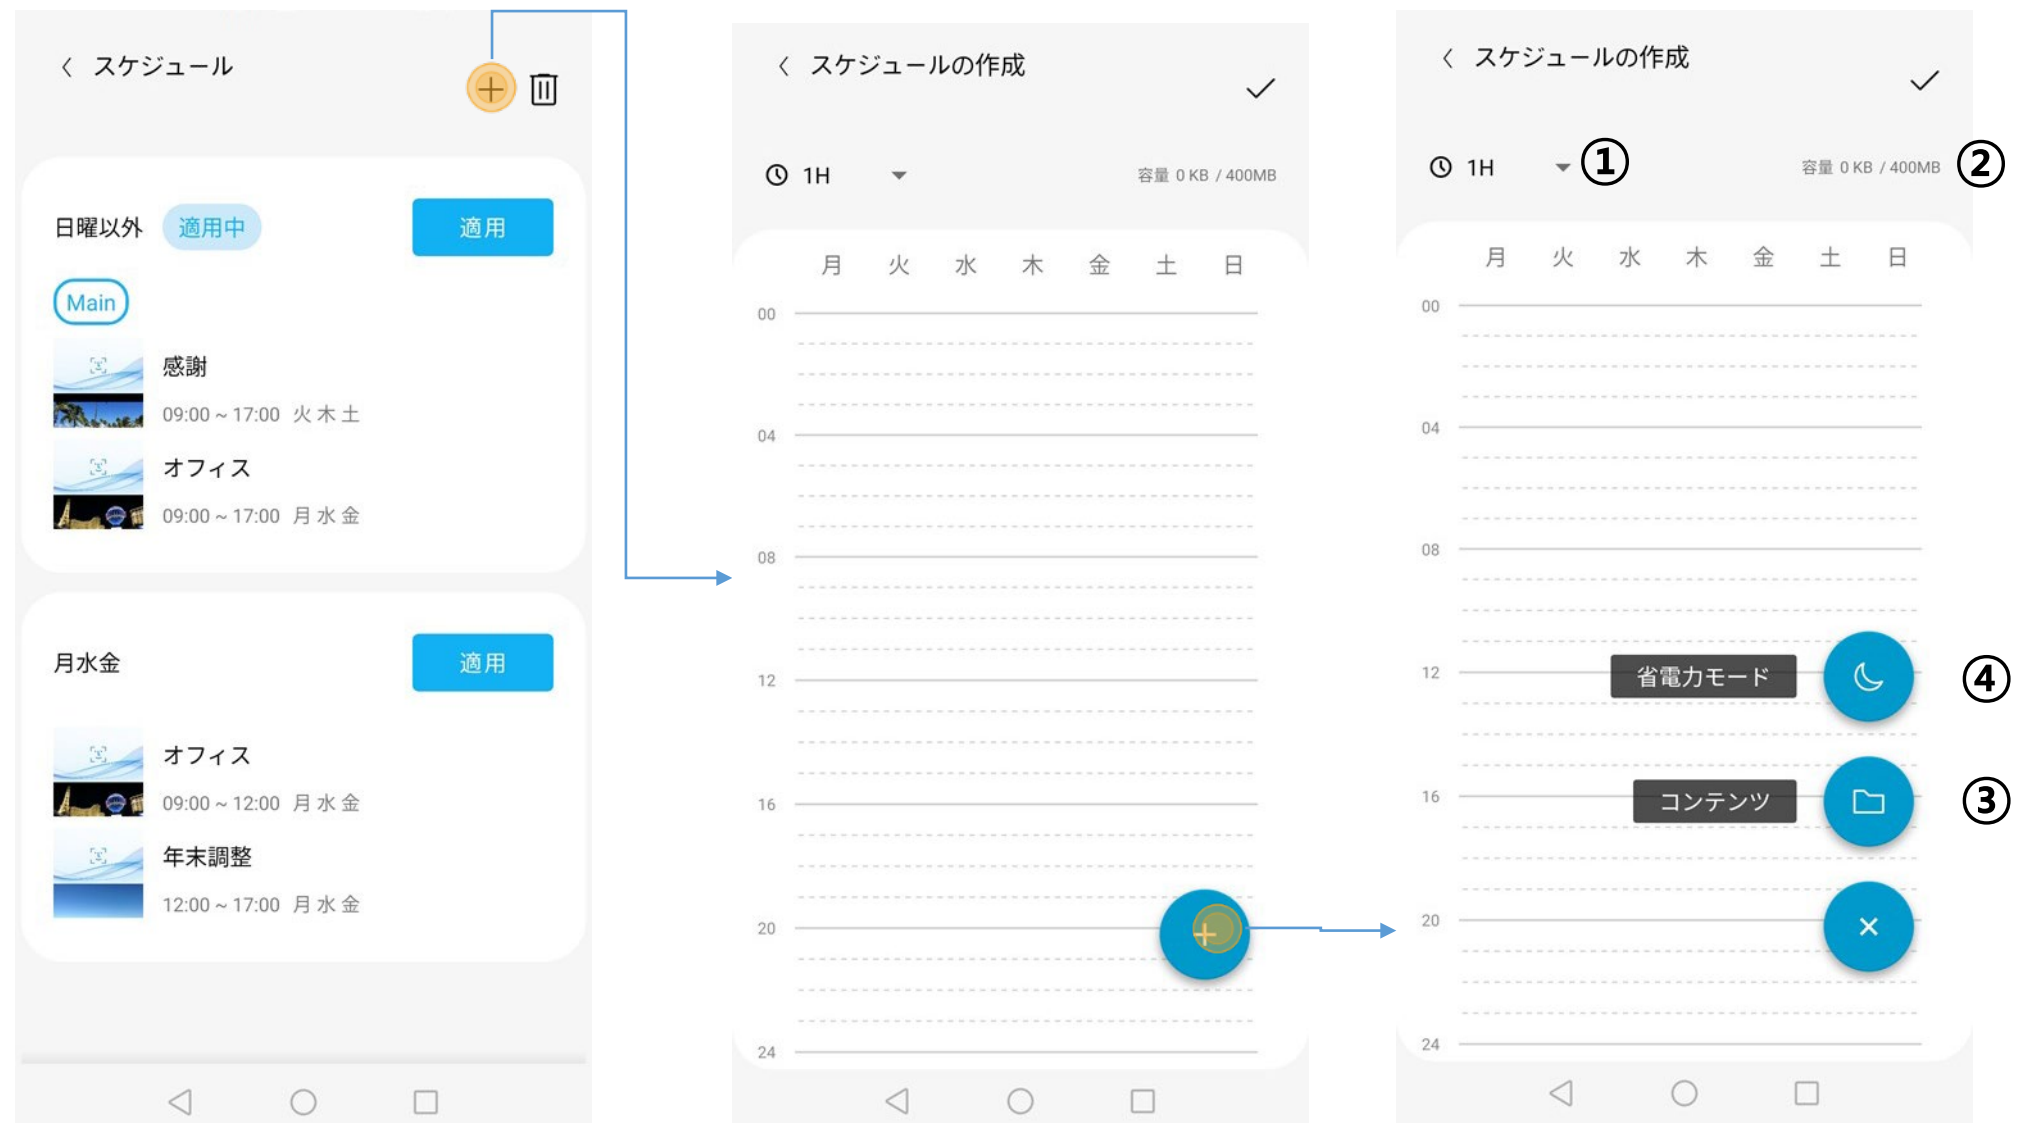 スケジュール
日曜以外 適用中 適用
Main
感謝
09:00 ~ 17:00 火 木 土
オフィス
09:00 ~ 17:00 月 水 金
月水金 適用
オフィス
09:00 ~ 12:00 月 水 金
年末調整
12:00 ~ 17:00 月 水 金
スケジュールの作成
1H 容量 0 KB / 400MB
月 火 水 木 金 土 日
00
04
08
12
16
20
24
スケジュールの作成
1H ① 容量 0 KB / 400MB ②
月 火 水 木 金 土 日
00
04
08
12 省電力モード ④
16 コンテンツ ③
20
24